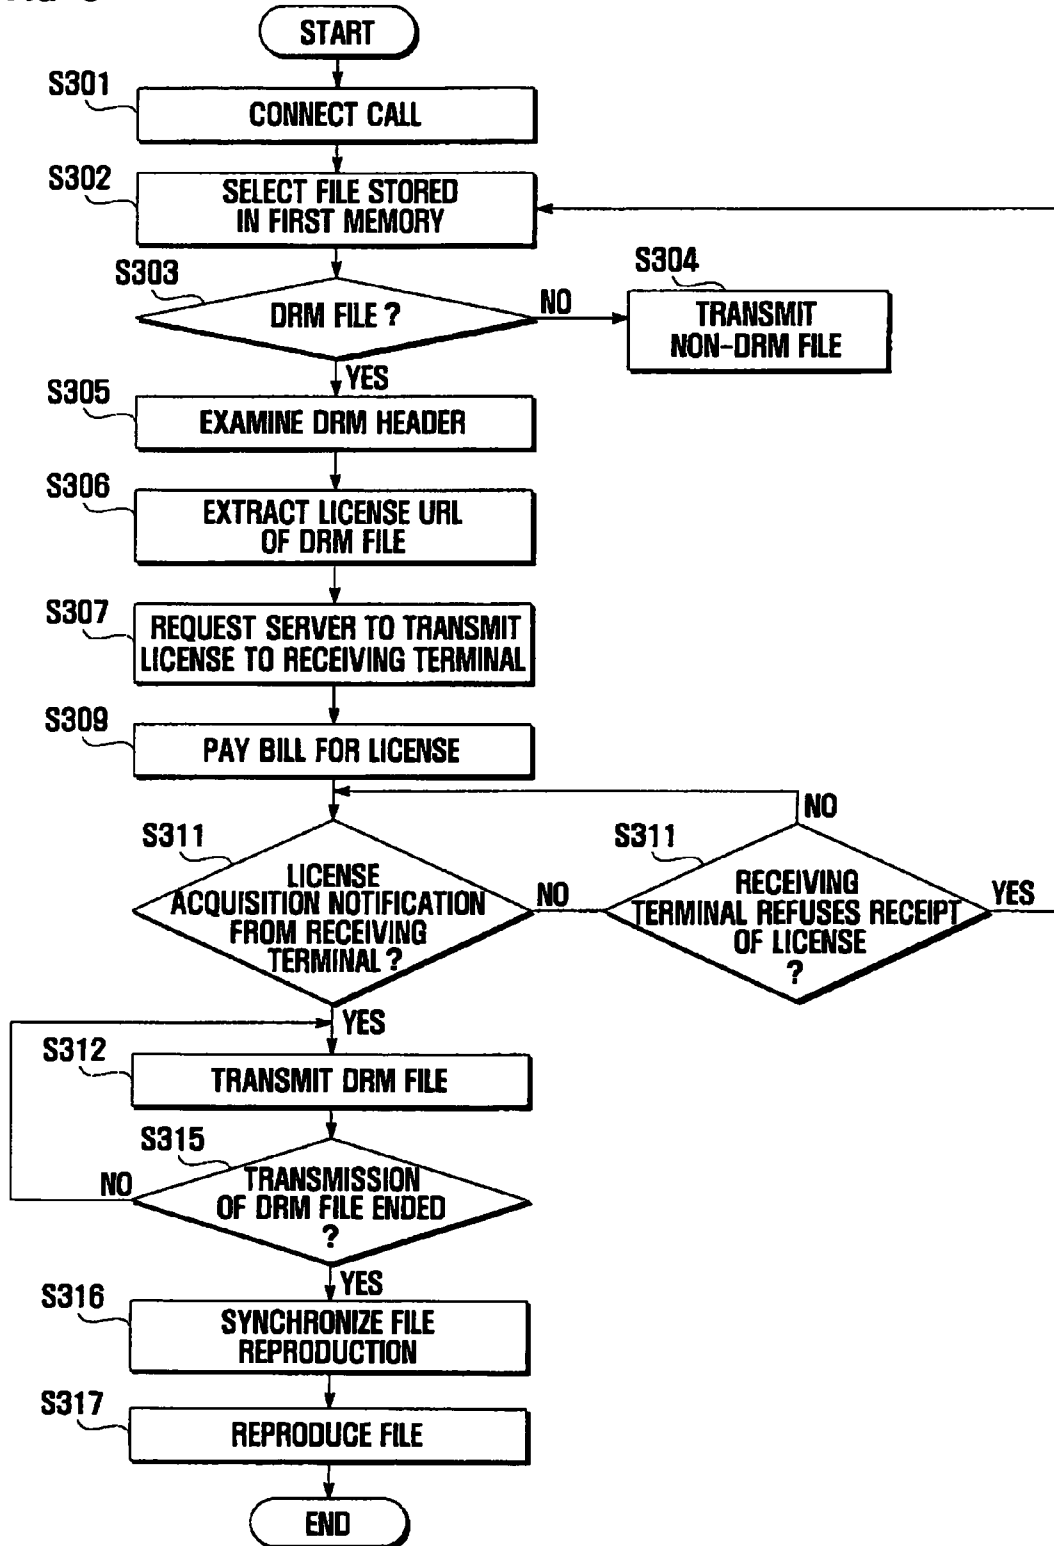 START
S301
CONNECT CALL
S302
SELECT FILE STORED
IN FIRST MEMORY
S303
DRM FILE ?
NO
S304
TRANSMIT
NON-DRM FILE
YES
S305
EXAMINE DRM HEADER
S306
EXTRACT LICENSE URL
OF DRM FILE
S307
REQUEST SERVER TO TRANSMIT
LICENSE TO RECEIVING TERMINAL
S309
PAY BILL FOR LICENSE
S311
LICENSE
ACQUISITION NOTIFICATION
FROM RECEIVING
TERMINAL ?
NO
S311
RECEIVING
TERMINAL REFUSES RECEIPT
OF LICENSE
?
NO
YES
YES
S312
TRANSMIT DRM FILE
S315
TRANSMISSION
OF DRM FILE ENDED
?
NO
YES
S316
SYNCHRONIZE FILE
REPRODUCTION
S317
REPRODUCE FILE
END